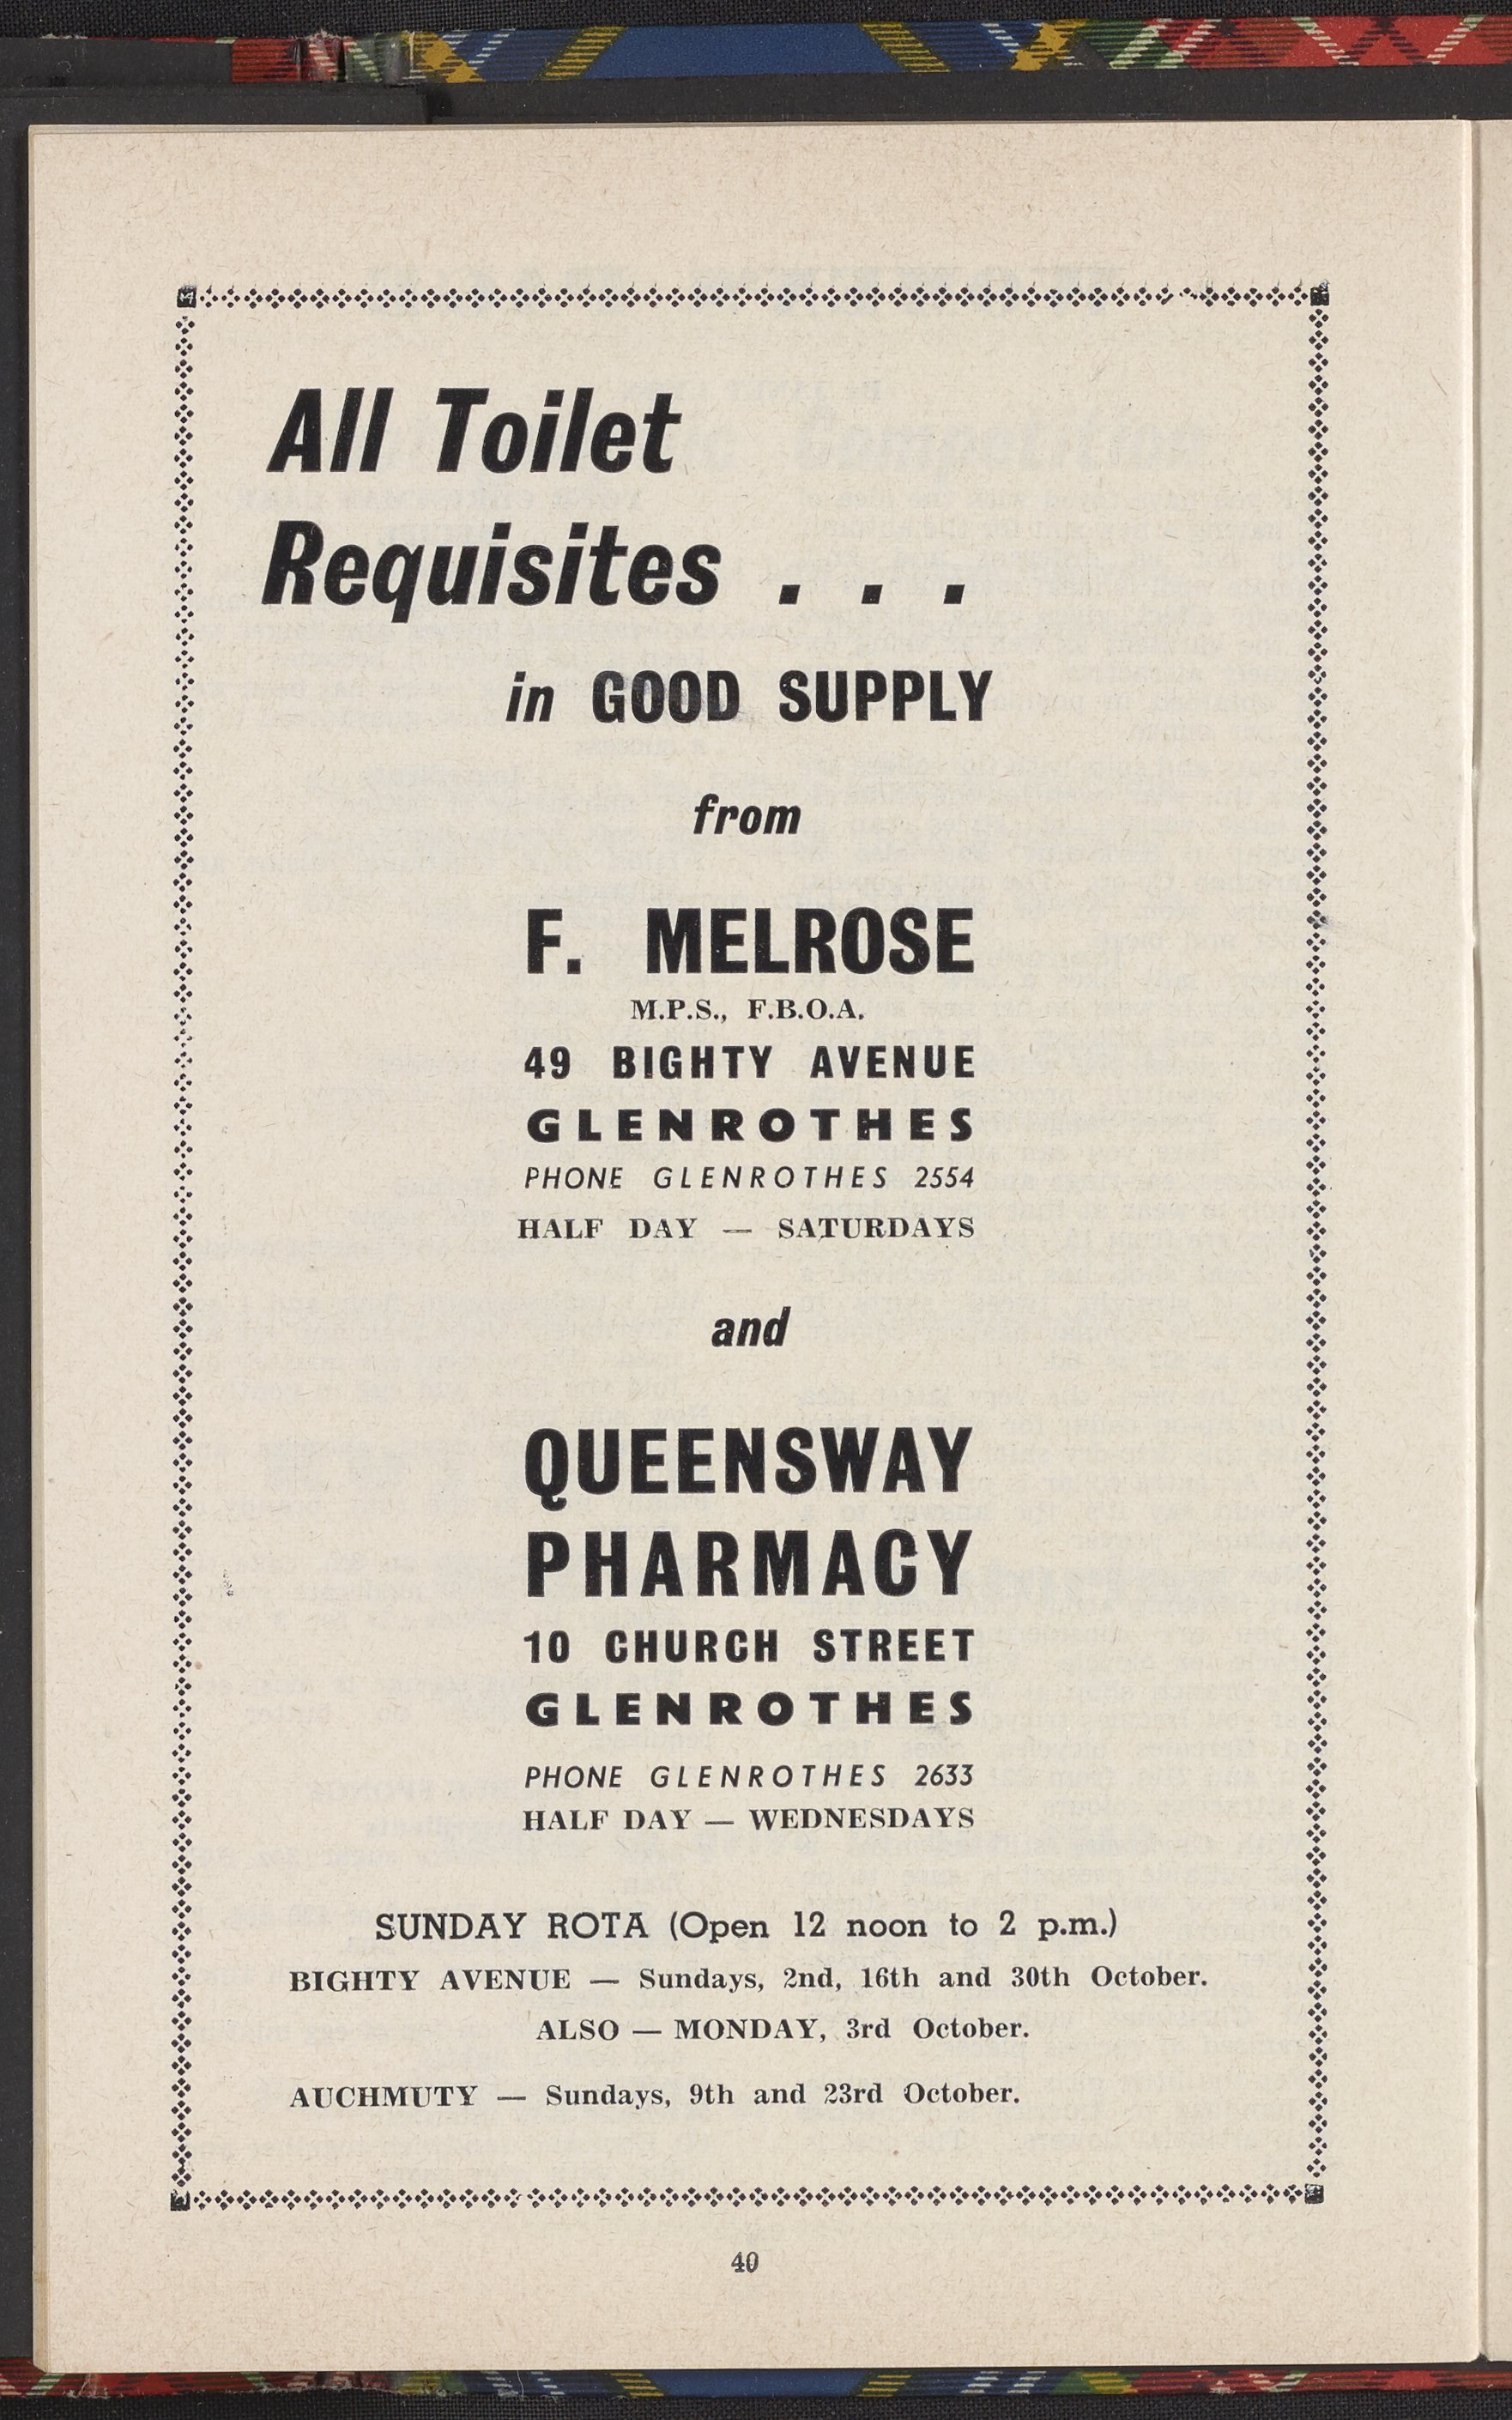 All Toilet
Requisites . . .
in GOOD SUPPLY
from
F. MELROSE
M.P.S., F.B.O.A.
49 BIGHTY AVENUE
GLENROTHES
PHONE GLENROTHES 2554
HALF DAY — SATURDAYS
and
QUEENSWAY
PHARMACY
10 CHURCH STREET
GLENROTHES
PHONE GLENROTHES 2633
HALF DAY — WEDNESDAYS
SUNDAY ROTA (Open 12 noon to 2 p.m.)
BIGHTY AVENUE — Sundays, 2nd, 16th and 30th October.
ALSO — MONDAY, 3rd October.
AUCHMUTY — Sundays, 9th and 23rd October.
40